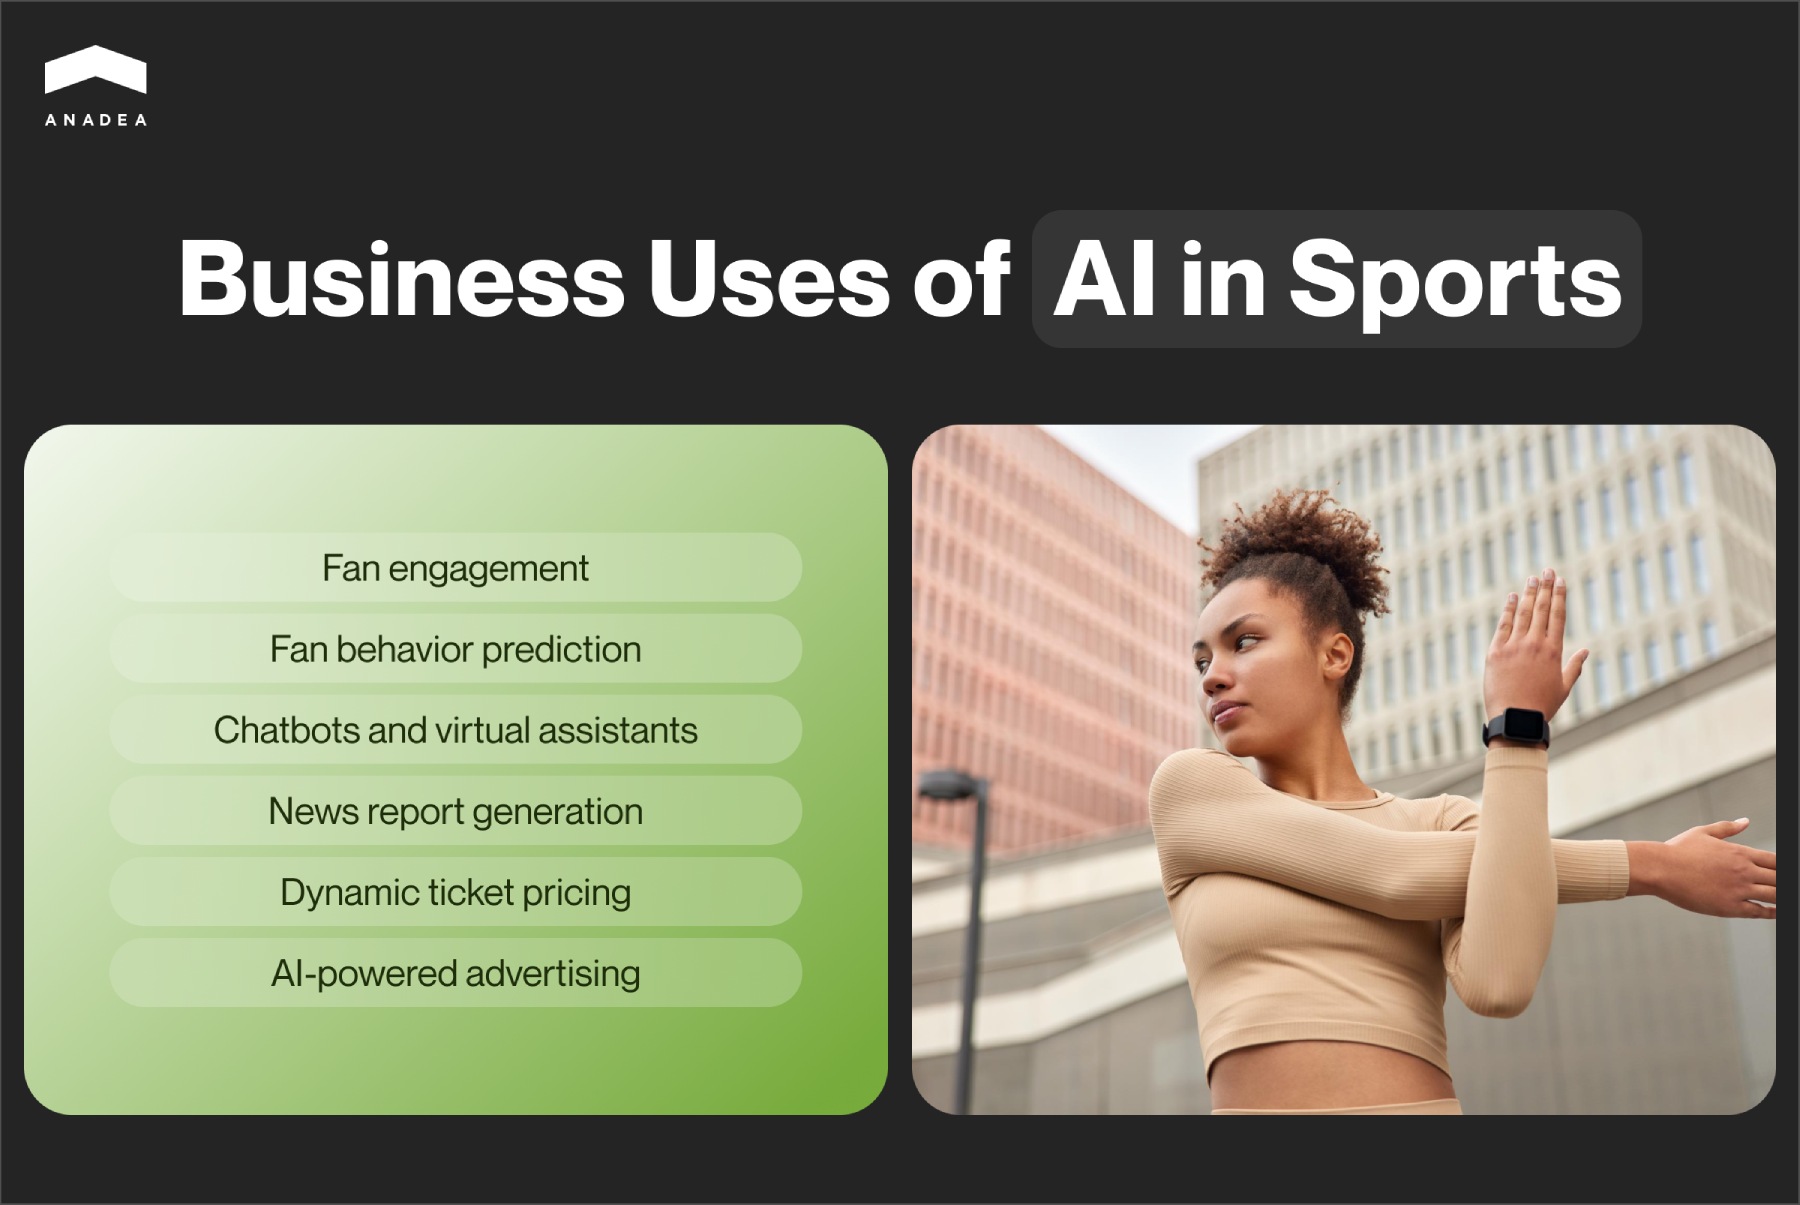 ANADEA
Business Uses of AI in Sports
Fan engagement
Fan behavior prediction
Chatbots and virtual assistants
News report generation
Dynamic ticket pricing
AI-powered advertising